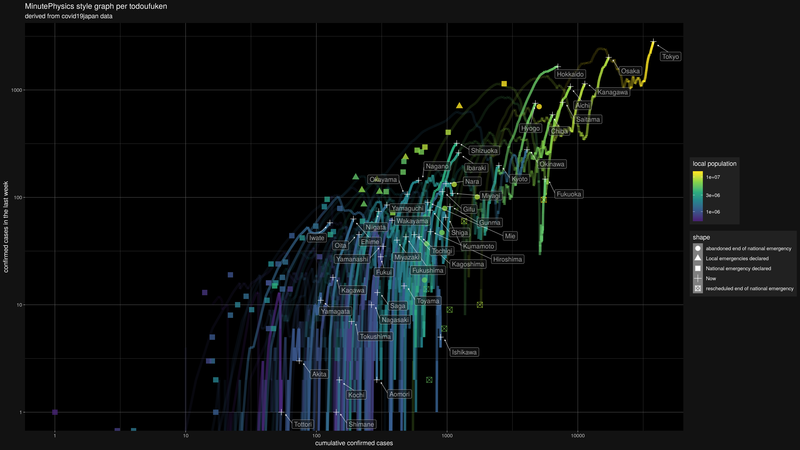 MinutePhysics style graph per todoufuken
derived from covid19japan data
confirmed cases in the last week
1000
100
10
1
Tokyo
Osaka
Hokkaido
Kanagawa
Aichi
Saitama
Hyogo
Chiba
Shizuoka
Ibaraki
Okinawa
Nagano
Okayama
Nara
Kyoto
Fukuoka
Miyagi
Yamaguchi
Gifu
Wakayama
Gunma
Niigata
Shiga
Mie
Iwate
Ehime
Oita
Kumamoto
Tochigi
Yamanashi
Miyazaki
Hiroshima
Kagoshima
Fukui
Fukushima
Kagawa
Toyama
Saga
Yamagata
Nagasaki
Tokushima
Ishikawa
Akita
Kochi
Aomori
Tottori
Shimane
1
10
100
1000
10000
cumulative confirmed cases
local population
1e+07
3e+06
1e+06
shape
abandoned end of national emergency
Local emergencies declared
National emergency declared
Now
rescheduled end of national emergency